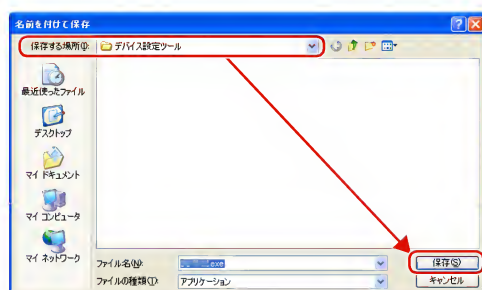 名前を付けて保存
保存する場所(I): デバイス設定ツール
最近使ったファイル
デスクトップ
マイ ドキュメント
マイ コンピュータ
マイ ネットワーク
ファイル名(N): .exe
保存(S)
ファイルの種類(T): アプリケーション
キャンセル